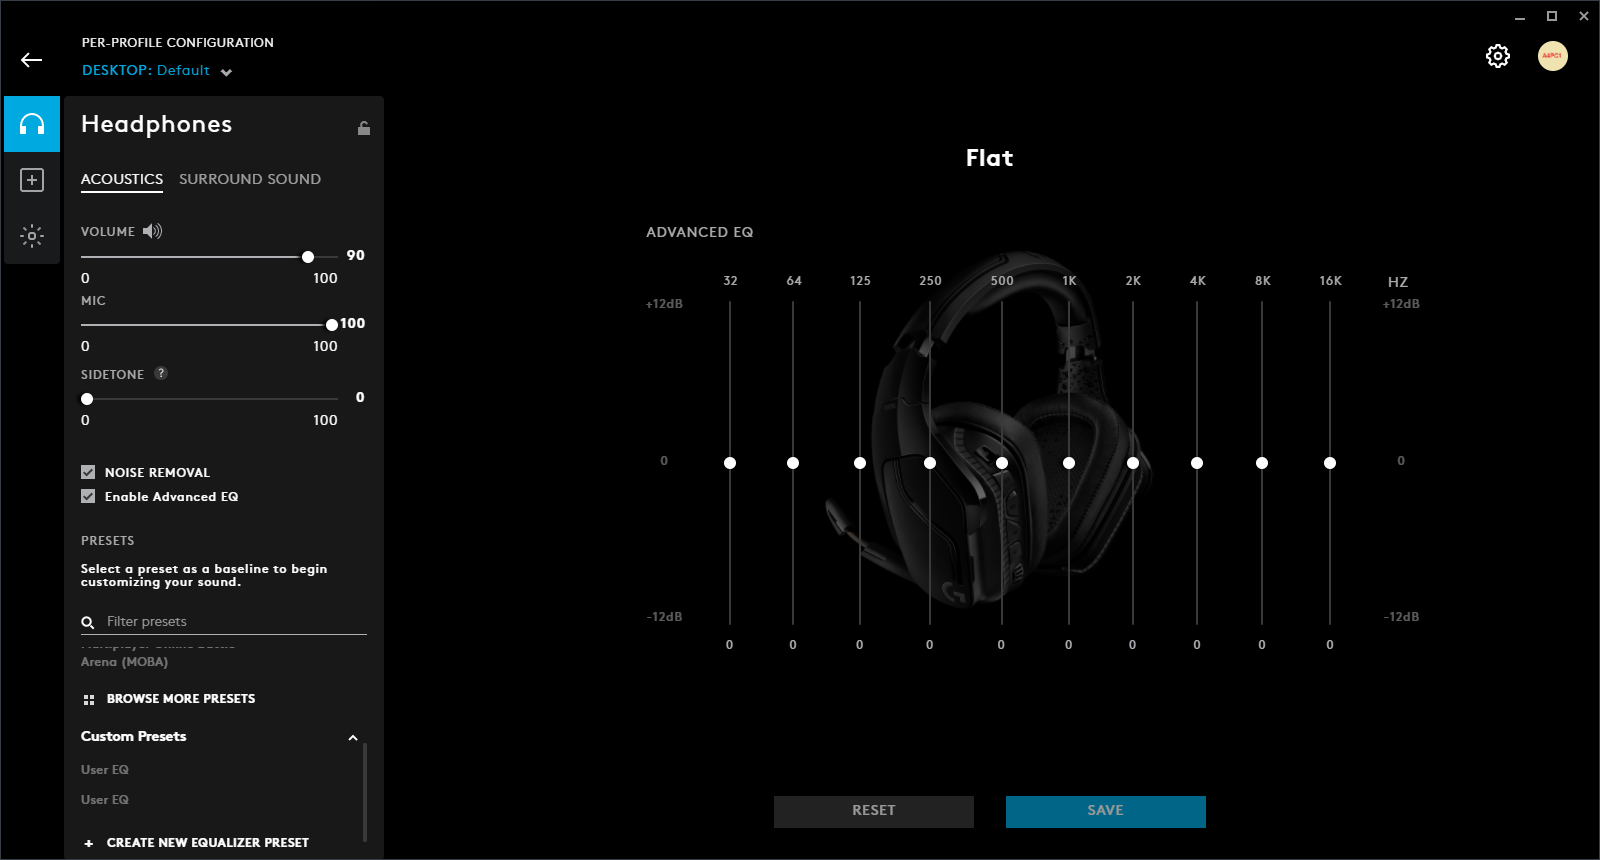 PER-PROFILE CONFIGURATION
DESKTOP: Default
A4PC1
Headphones
ACOUSTICS SURROUND SOUND
VOLUME
90
0 100
MIC
100
0 100
SIDETONE ?
0
0 100
NOISE REMOVAL
Enable Advanced EQ
PRESETS
Select a preset as a baseline to begin
customizing your sound.
Filter presets
Multiplayer Online Battle
Arena (MOBA)
BROWSE MORE PRESETS
Custom Presets
User EQ
User EQ
+ CREATE NEW EQUALIZER PRESET
Flat
ADVANCED EQ
32 64 125 250 500 1K 2K 4K 8K 16K HZ
+12dB +12dB
0 0
-12dB -12dB
0 0 0 0 0 0 0 0 0 0
RESET SAVE